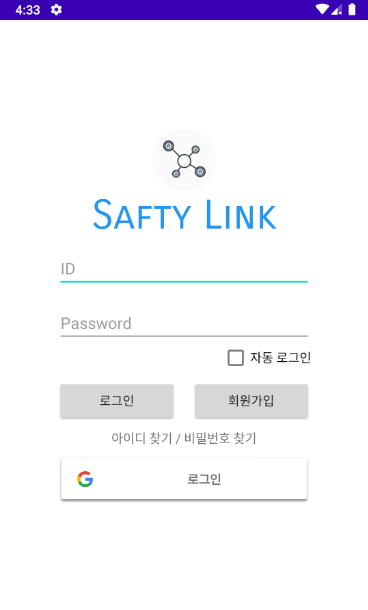 4:33
SAFTY LINK
ID
Password
자동 로그인
로그인 회원가입
아이디 찾기 / 비밀번호 찾기
G 로그인